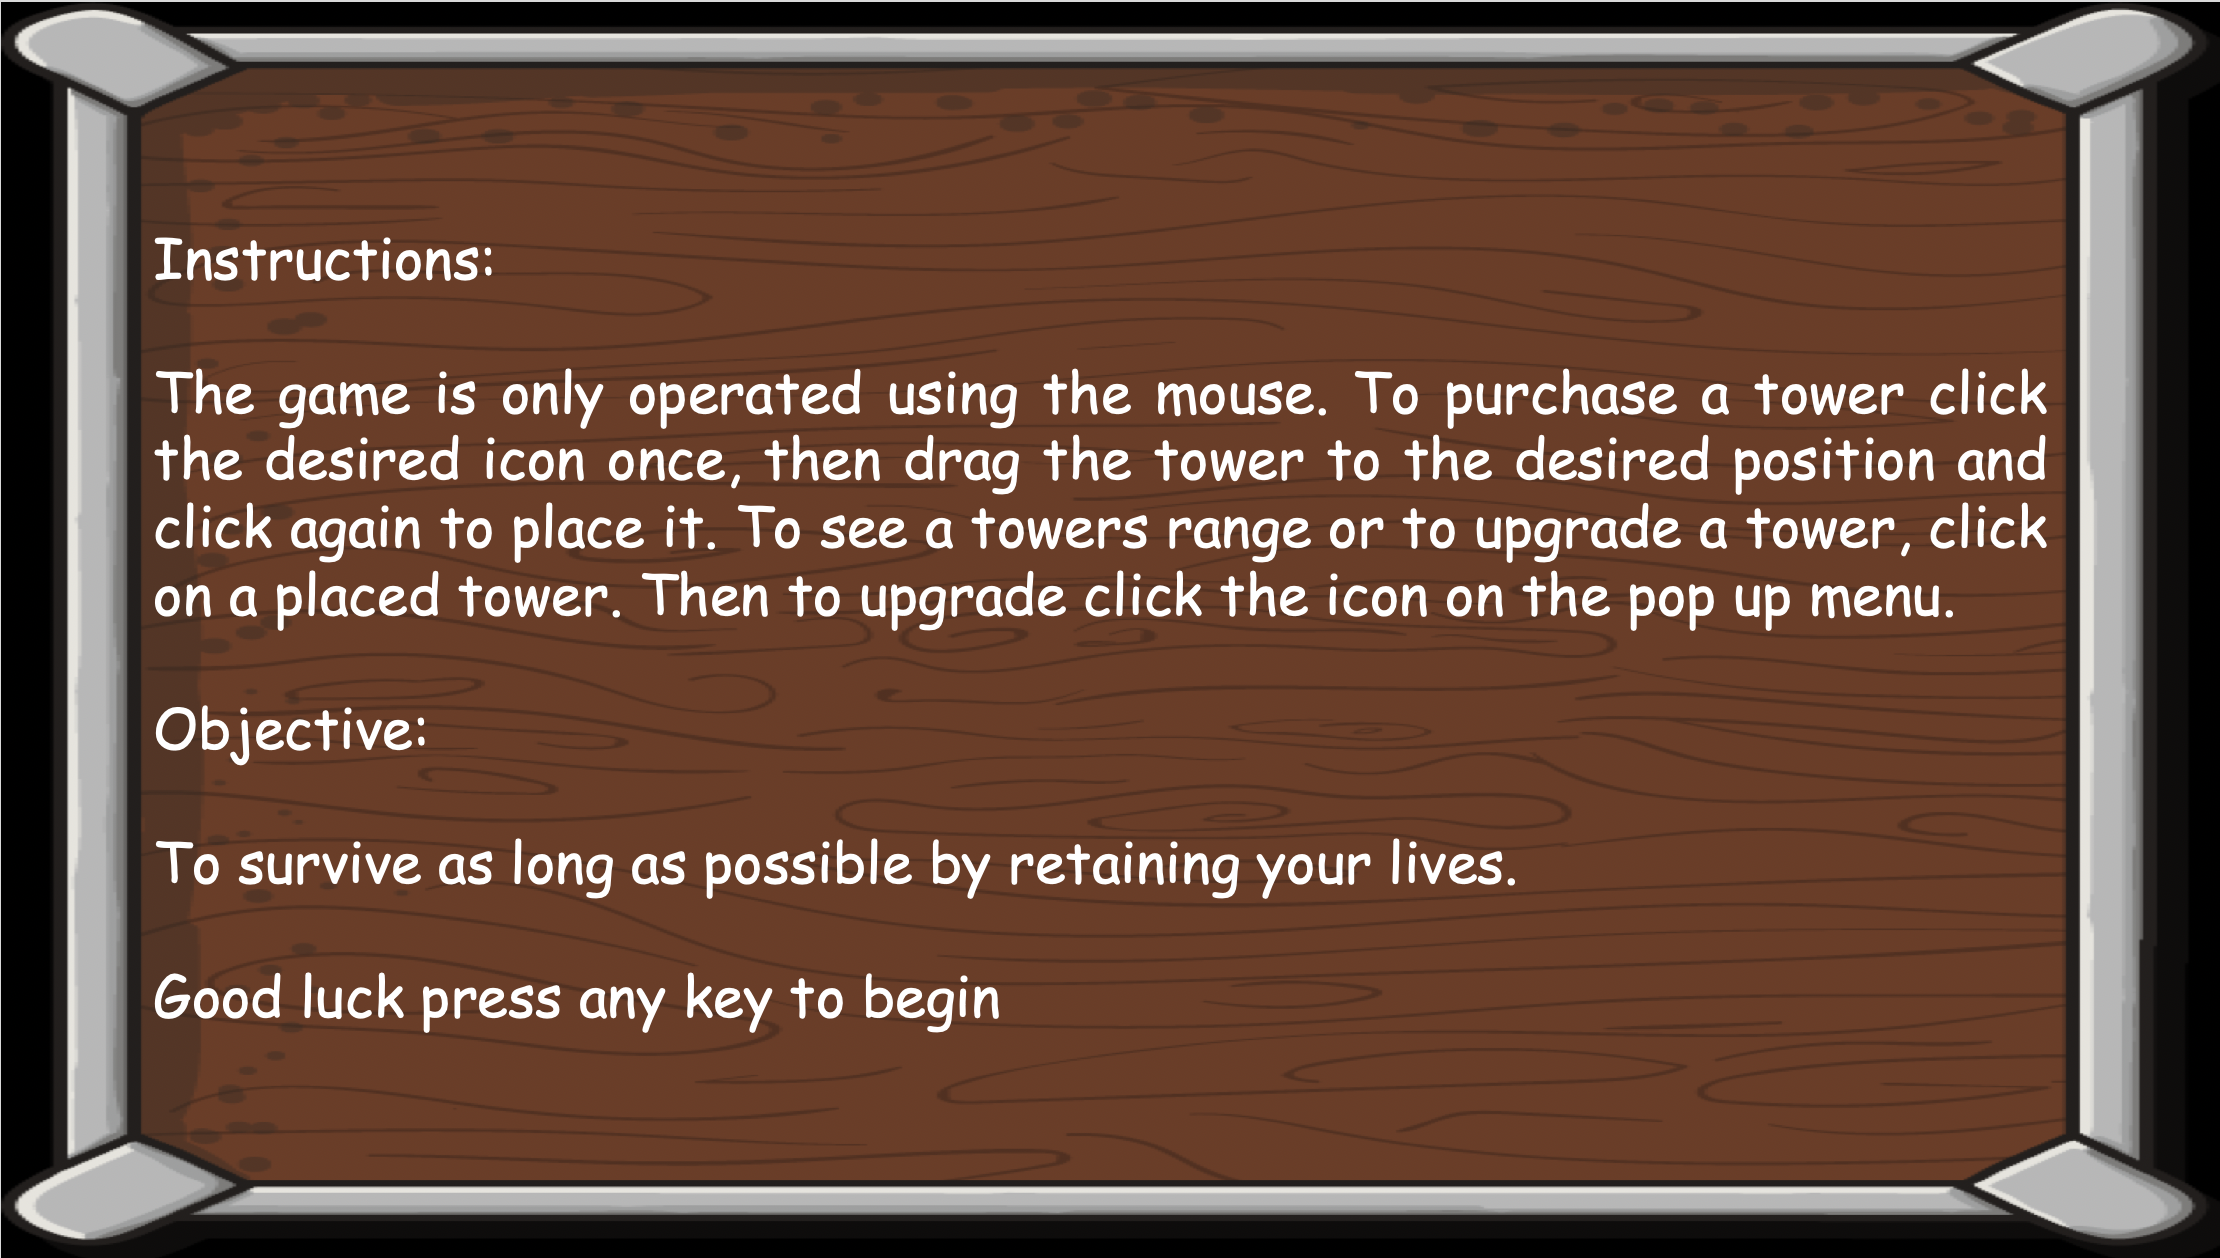 Instructions:
The game is only operated using the mouse. To purchase a tower click
the desired icon once, then drag the tower to the desired position and
click again to place it. To see a towers range or to upgrade a tower, click
on a placed tower. Then to upgrade click the icon on the pop up menu.
Objective:
To survive as long as possible by retaining your lives.
Good luck press any key to begin